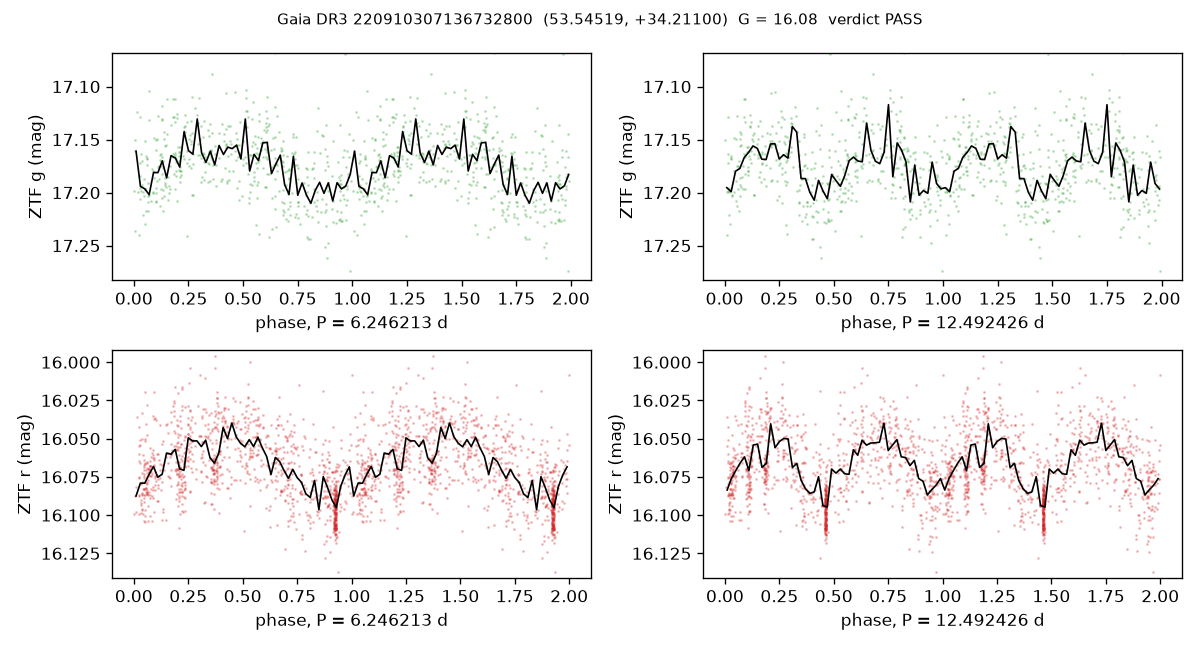 Gaia DR3 220910307136732800 (53.54519, +34.21100) G = 16.08 verdict PASS
ZTF g (mag)
17.10
17.15
17.20
17.25
0.00 0.25 0.50 0.75 1.00 1.25 1.50 1.75 2.00
phase, P = 6.246213 d
ZTF g (mag)
17.10
17.15
17.20
17.25
0.00 0.25 0.50 0.75 1.00 1.25 1.50 1.75 2.00
phase, P = 12.492426 d
ZTF r (mag)
16.000
16.025
16.050
16.075
16.100
16.125
0.00 0.25 0.50 0.75 1.00 1.25 1.50 1.75 2.00
phase, P = 6.246213 d
ZTF r (mag)
16.000
16.025
16.050
16.075
16.100
16.125
0.00 0.25 0.50 0.75 1.00 1.25 1.50 1.75 2.00
phase, P = 12.492426 d